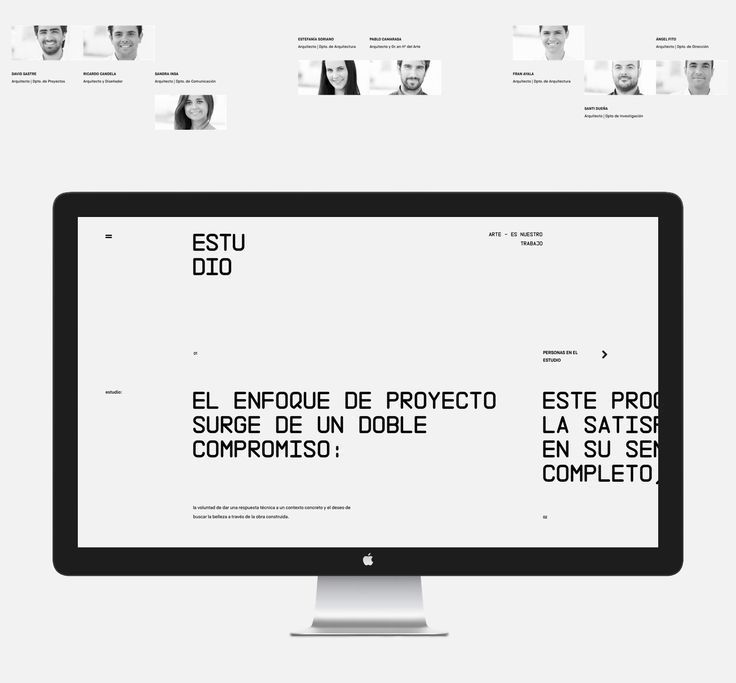 ESTEFANÍA SORIANO
Arquitecto | Dpto. de Arquitectura
PABLO CAMARASA
Arquitecto y Dr. en Hª del Arte
ÁNGEL FITO
Arquitecto | Dpto. de Dirección
DAVID SASTRE
Arquitecto | Dpto. de Proyectos
RICARDO CANDELA
Arquitecto y Diseñador
SANDRA INSA
Arquitecto | Dpto. de Comunicación
FRAN AYALA
Arquitecto | Dpto. de Arquitectura
SANTI DUEÑA
Arquitecto | Dpto de Investigación
ESTU
DIO
ARTE – ES NUESTRO
TRABAJO
01
PERSONAS EN EL
ESTUDIO
estudio:
EL ENFOQUE DE PROYECTO
SURGE DE UN DOBLE
COMPROMISO:
ESTE PROC
LA SATISF
EN SU SEN
COMPLETO,
la voluntad de dar una respuesta técnica a un contexto concreto y el deseo de
buscar la belleza a través de la obra construida.
02